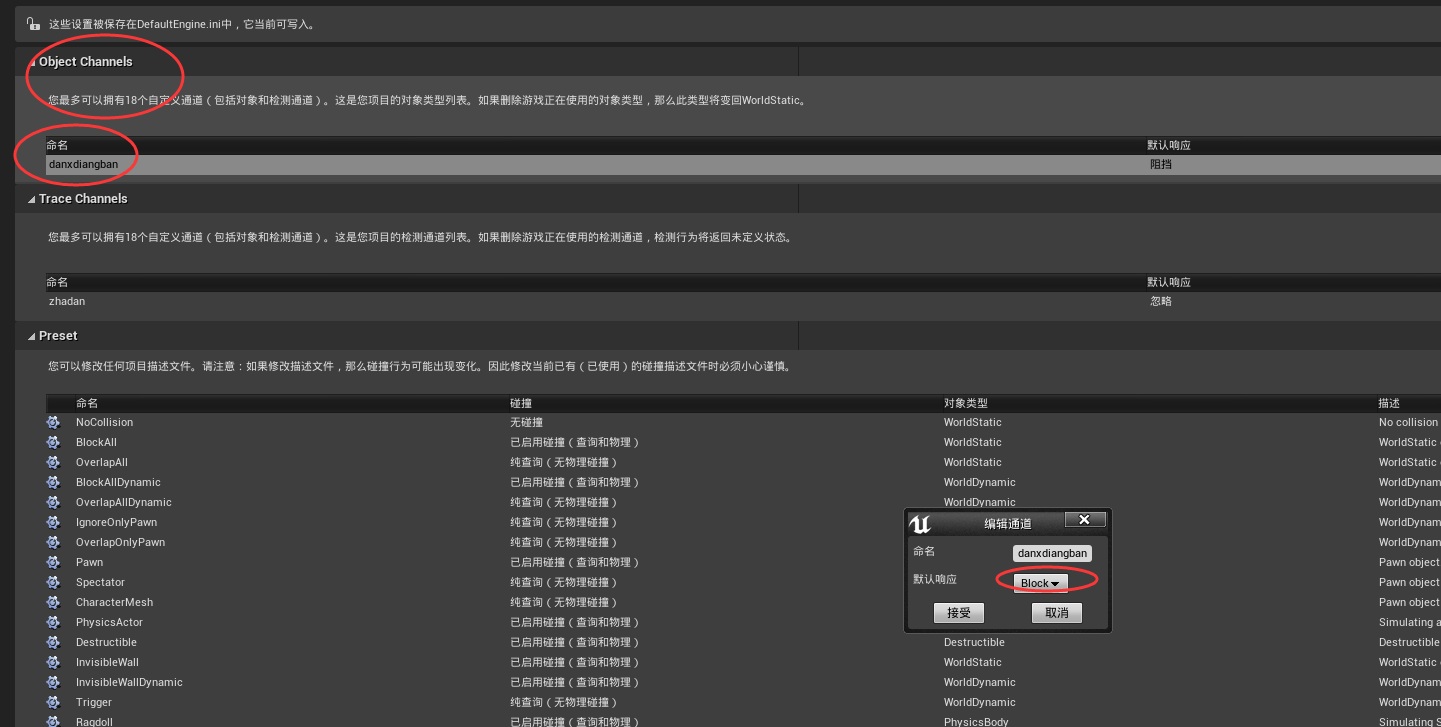 这些设置被保存在DefaultEngine.ini中，它当前可写入。
Object Channels
您最多可以拥有18个自定义通道（包括对象和检测通道）。这是您项目的对象类型列表。如果删除游戏正在使用的对象类型，那么此类型将变回WorldStatic。
命名 默认响应
danxdiangban 阻挡
Trace Channels
您最多可以拥有18个自定义通道（包括对象和检测通道）。这是您项目的检测通道列表。如果删除游戏正在使用的检测通道，检测行为将返回未定义状态。
命名 默认响应
zhadan 忽略
Preset
您可以修改任何项目描述文件。请注意：如果修改描述文件，那么碰撞行为可能出现变化。因此修改当前已有（已使用）的碰撞描述文件时必须小心谨慎。
命名 碰撞 对象类型 描述
NoCollision 无碰撞 WorldStatic No collision
BlockAll 已启用碰撞（查询和物理） WorldStatic WorldStatic
OverlapAll 纯查询（无物理碰撞） WorldStatic WorldStatic
BlockAllDynamic 已启用碰撞（查询和物理） WorldDynamic WorldDynam
OverlapAllDynamic 纯查询（无物理碰撞） WorldDynamic WorldDynam
IgnoreOnlyPawn 纯查询（无物理碰撞） WorldDynam
OverlapOnlyPawn 纯查询（无物理碰撞） WorldDynam
Pawn 已启用碰撞（查询和物理） Pawn object
Spectator 纯查询（无物理碰撞） Pawn object
CharacterMesh 纯查询（无物理碰撞） Pawn object
PhysicsActor 已启用碰撞（查询和物理） Simulating a
Destructible 已启用碰撞（查询和物理） Destructible Destructible
InvisibleWall 已启用碰撞（查询和物理） WorldStatic WorldStatic
InvisibleWallDynamic 已启用碰撞（查询和物理） WorldDynamic WorldDynam
Trigger 纯查询（无物理碰撞） WorldDynamic WorldDynam
Ragdoll 已启用碰撞（查询和物理） PhysicsBody Simulating S
编辑通道
命名 danxdiangban
默认响应 Block
接受 取消